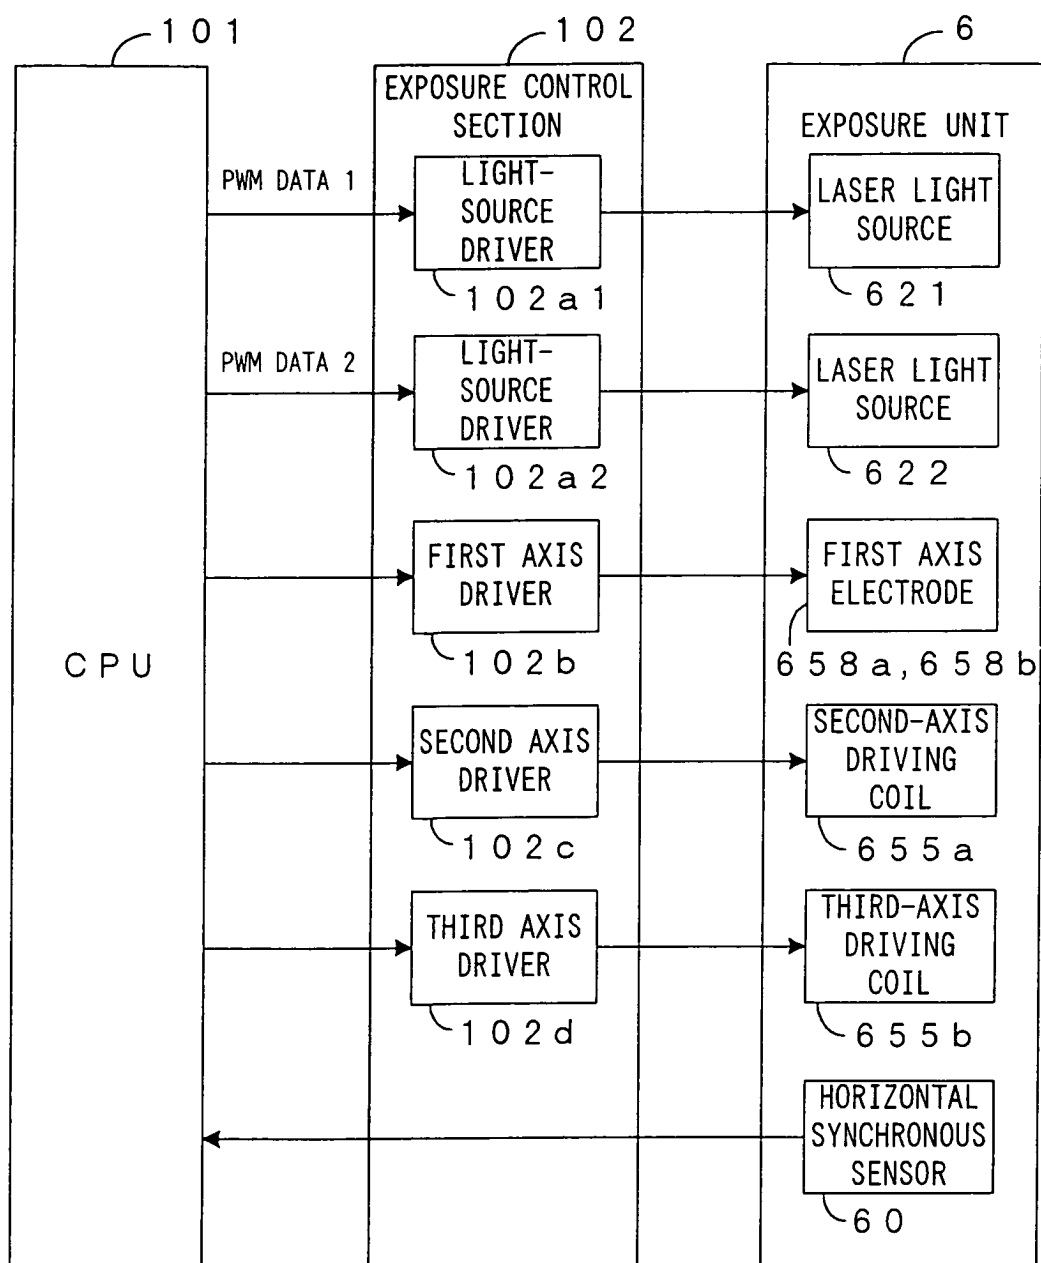 101
102
6
EXPOSURE CONTROL
SECTION
EXPOSURE UNIT
PWM DATA 1
LIGHT-
SOURCE
DRIVER
102a1
LASER LIGHT
SOURCE
621
PWM DATA 2
LIGHT-
SOURCE
DRIVER
102a2
LASER LIGHT
SOURCE
622
CPU
FIRST AXIS
DRIVER
102b
FIRST AXIS
ELECTRODE
658a,658b
SECOND AXIS
DRIVER
102c
SECOND-AXIS
DRIVING
COIL
655a
THIRD AXIS
DRIVER
102d
THIRD-AXIS
DRIVING
COIL
655b
HORIZONTAL
SYNCHRONOUS
SENSOR
60